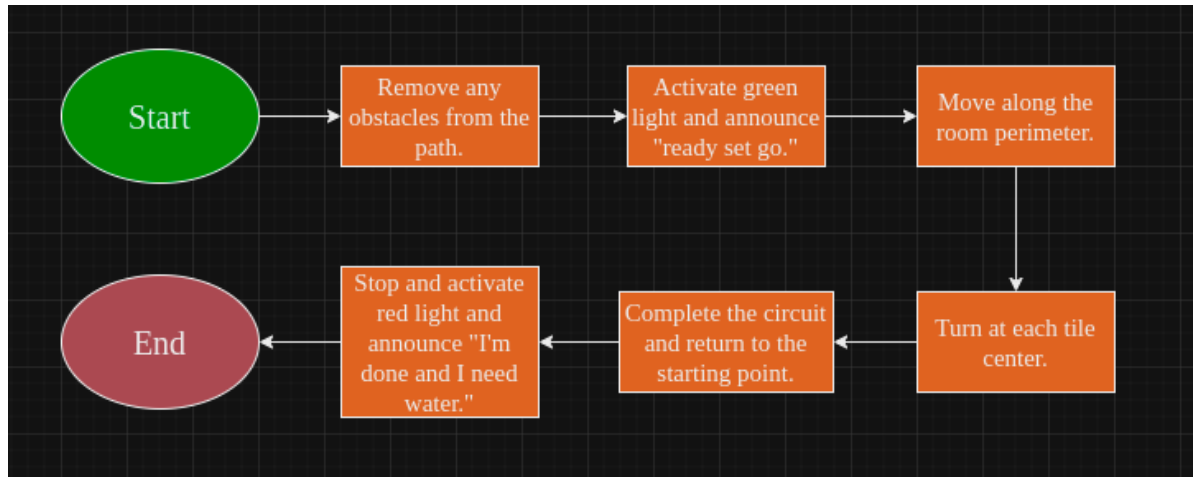 Start
Remove any
obstacles from the
path.
Activate green
light and announce
"ready set go."
Move along the
room perimeter.
Turn at each tile
center.
Complete the circuit
and return to the
starting point.
Stop and activate
red light and
announce "I'm
done and I need
water."
End